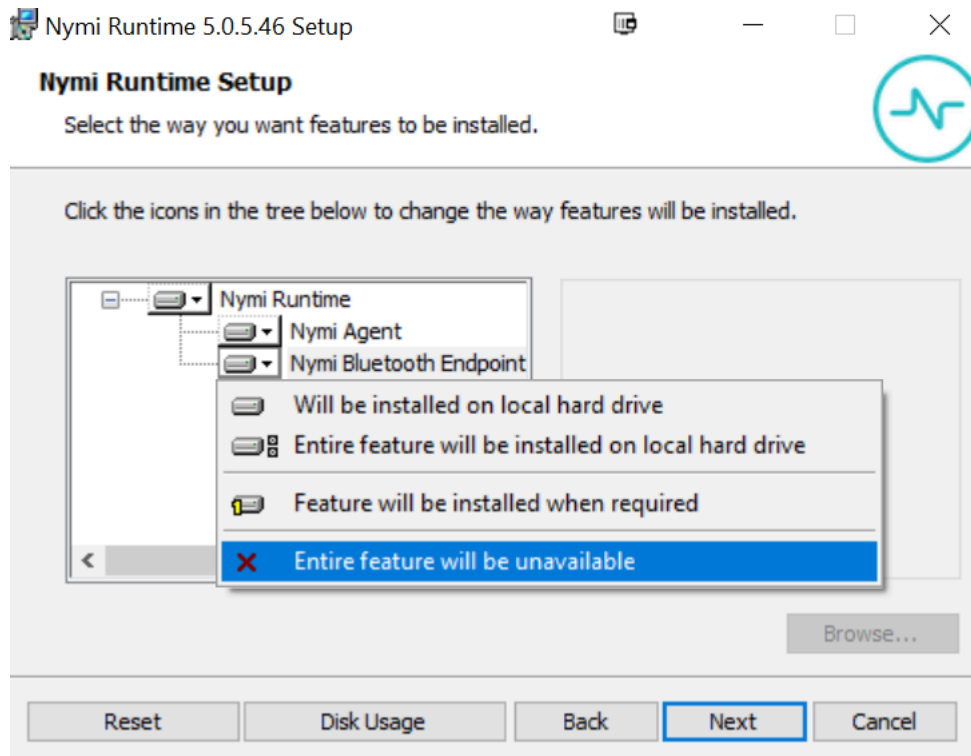 Nymi Runtime 5.0.5.46 Setup
Nymi Runtime Setup
Select the way you want features to be installed.
Click the icons in the tree below to change the way features will be installed.
Nymi Runtime
Nymi Agent
Nymi Bluetooth Endpoint
Will be installed on local hard drive
Entire feature will be installed on local hard drive
Feature will be installed when required
Entire feature will be unavailable
Browse...
Reset
Disk Usage
Back
Next
Cancel